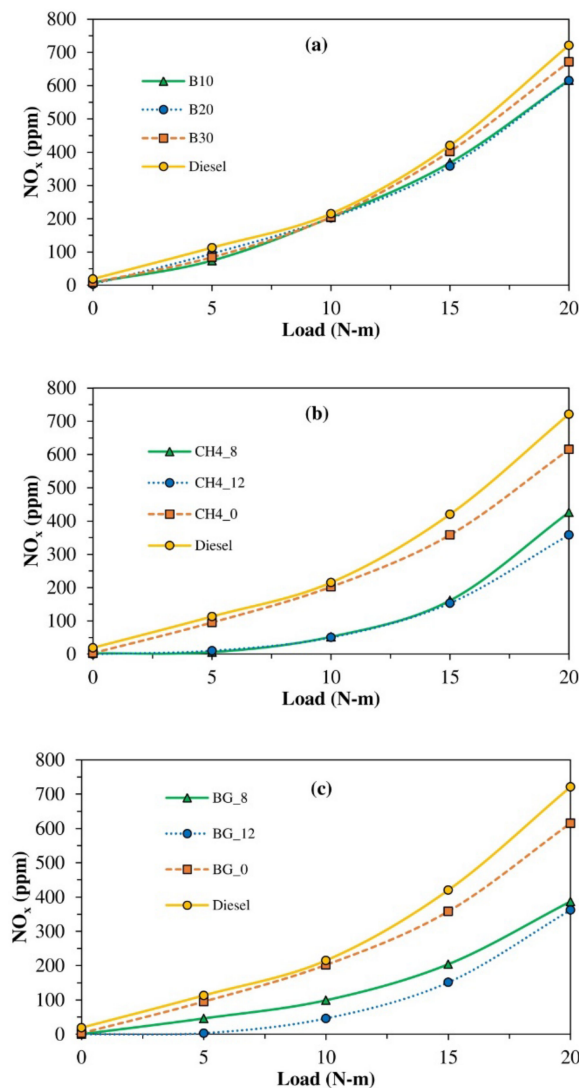 (a)
800
700
600
500
400
300
200
100
0
NOx (ppm)
B10
B20
B30
Diesel
0 5 10 15 20
Load (N-m)
(b)
800
700
600
500
400
300
200
100
0
NOx (ppm)
CH4_8
CH4_12
CH4_0
Diesel
0 5 10 15 20
Load (N-m)
(c)
800
700
600
500
400
300
200
100
0
NOx (ppm)
BG_8
BG_12
BG_0
Diesel
0 5 10 15 20
Load (N-m)